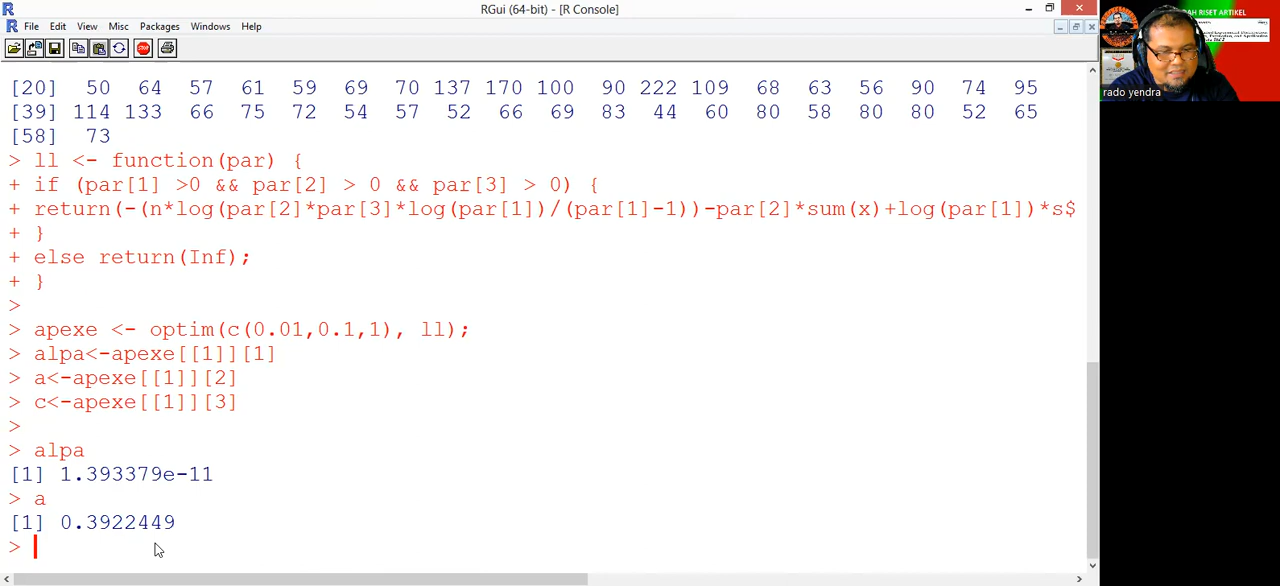 RGui (64-bit) - [R Console]
File Edit View Misc Packages Windows Help
STOP
[20] 50 64 57 61 59 69 70 137 170 100 90 222 109 68 63 56 90 74 95
[39] 114 133 66 75 72 54 57 52 66 69 83 44 60 80 58 80 80 52 65
[58] 73
> ll <- function(par) {
+ if (par[1] >0 && par[2] > 0 && par[3] > 0) {
+ return(-(n*log(par[2]*par[3]*log(par[1])/(par[1]-1))-par[2]*sum(x)+log(par[1])*s$
+ }
+ else return(Inf);
+ }
>
> apexe <- optim(c(0.01,0.1,1), ll);
> alpa<-apexe[[1]][1]
> a<-apexe[[1]][2]
> c<-apexe[[1]][3]
>
> alpa
[1] 1.393379e-11
> a
[1] 0.3922449
>
AH RISET ARTIKEL
rado yendra